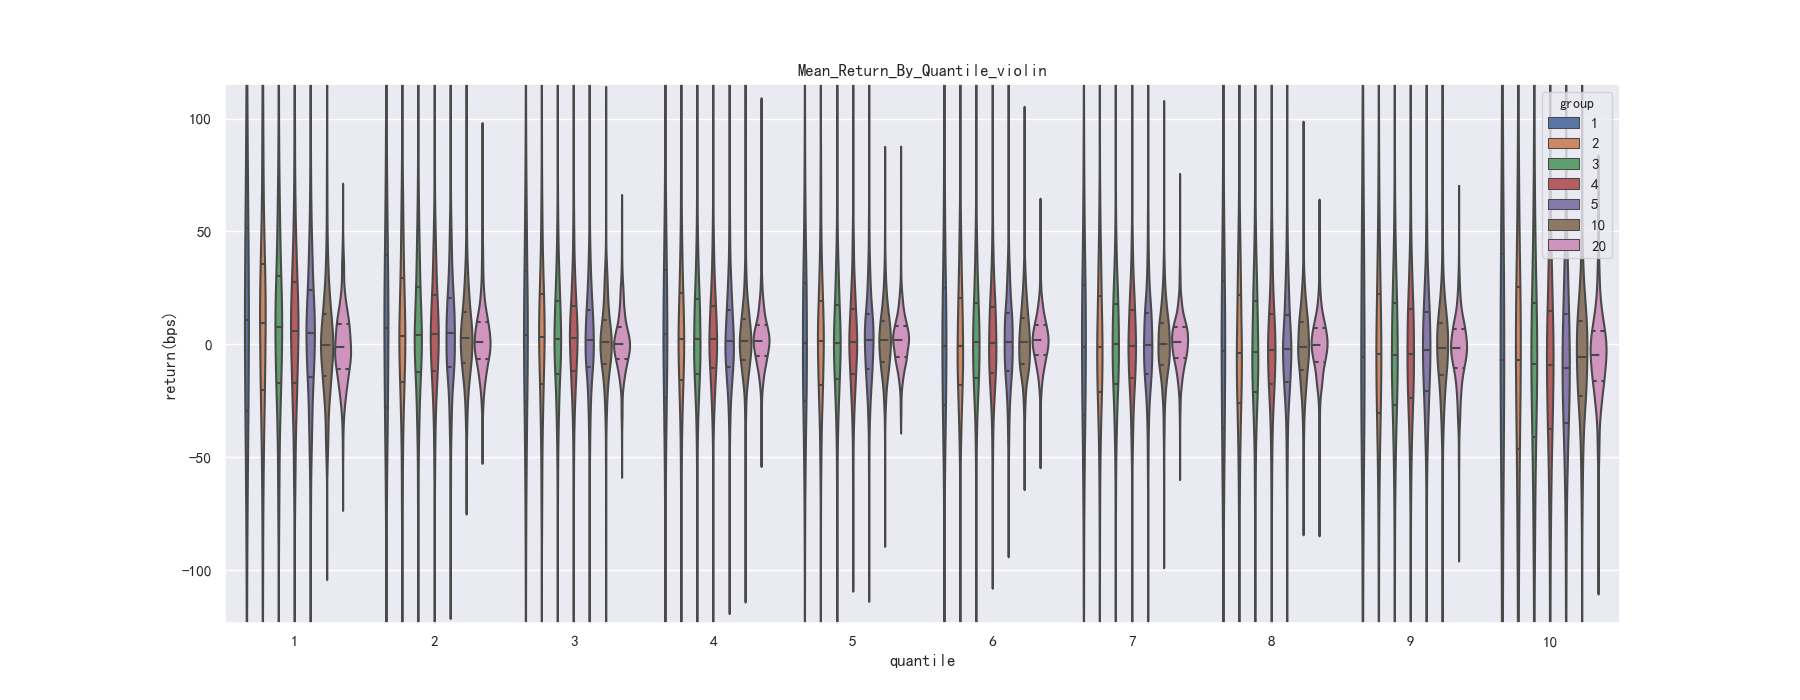 Mean_Return_By_Quantile_violin
group
1
2
3
4
5
10
20
100
50
0
−50
−100
return(bps)
1 2 3 4 5 6 7 8 9 10
quantile